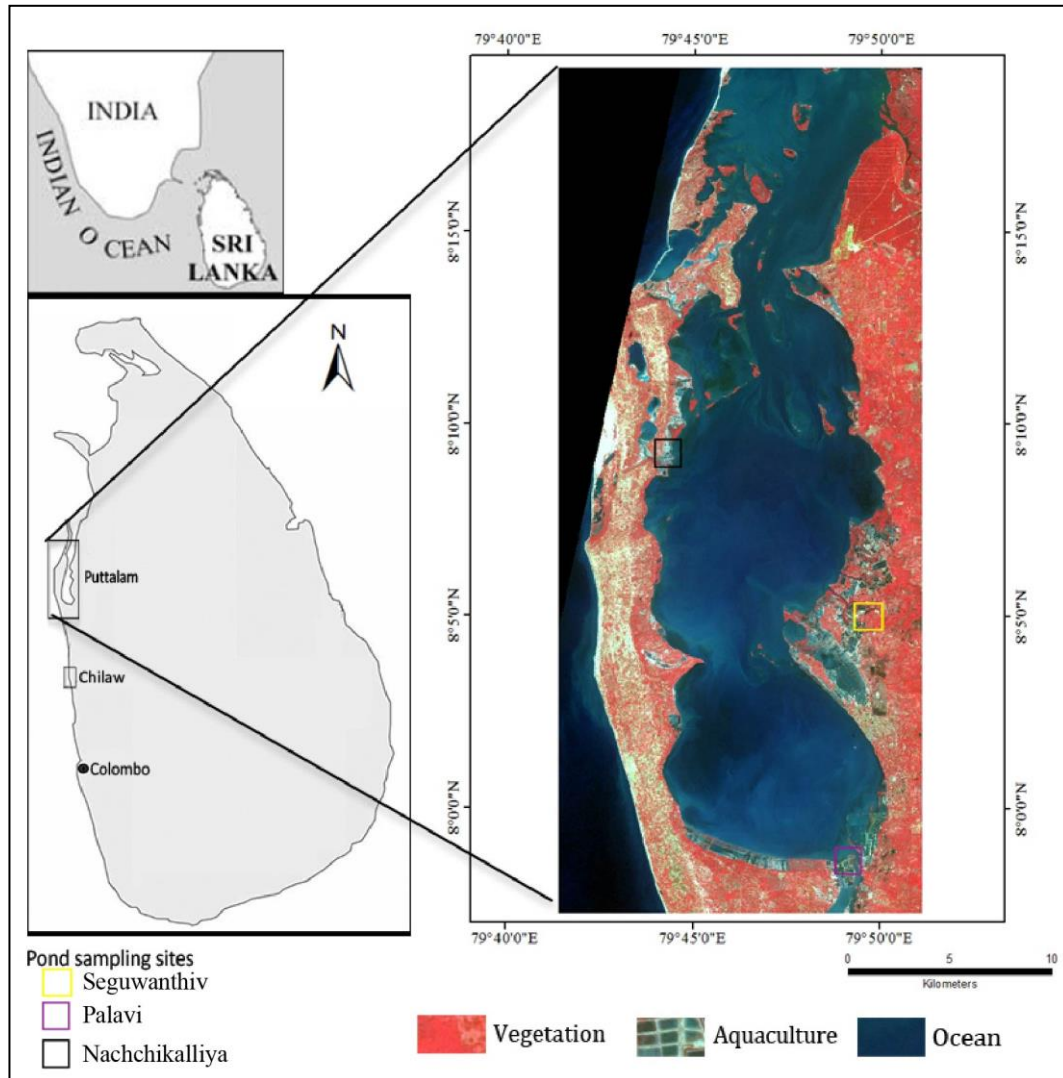 79°40'0"E
79°45'0"E
79°50'0"E
INDIA
INDIAN OCEAN
SRI
LANKA
8°15'0"N
8°15'0"N
N
8°10'0"N
8°10'0"N
Puttalam
8°5'0"N
8°5'0"N
Chilaw
Colombo
8°0'0"N
8°0'0"N
79°40'0"E
79°45'0"E
79°50'0"E
0
5
10
Kilometers
Pond sampling sites
Seguwanthiv
Palavi
Nachchikalliya
Vegetation
Aquaculture
Ocean